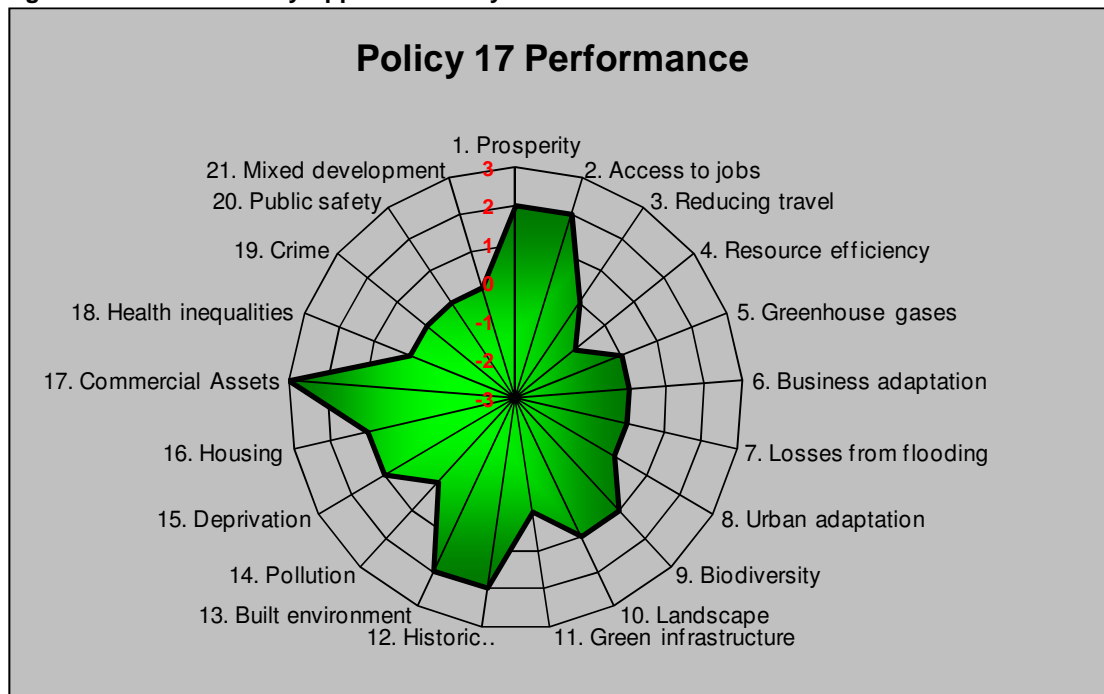 Policy 17 Performance
1. Prosperity
2. Access to jobs
3. Reducing travel
4. Resource efficiency
5. Greenhouse gases
6. Business adaptation
7. Losses from flooding
8. Urban adaptation
9. Biodiversity
10. Landscape
11. Green infrastructure
12. Historic..
13. Built environment
14. Pollution
15. Deprivation
16. Housing
17. Commercial Assets
18. Health inequalities
19. Crime
20. Public safety
21. Mixed development
3
2
1
0
-1
-2
-3